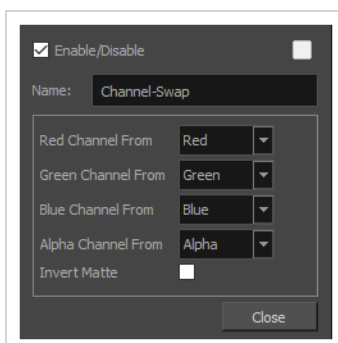 Enable/Disable
Name: Channel-Swap
Red Channel From Red
Green Channel From Green
Blue Channel From Blue
Alpha Channel From Alpha
Invert Matte
Close